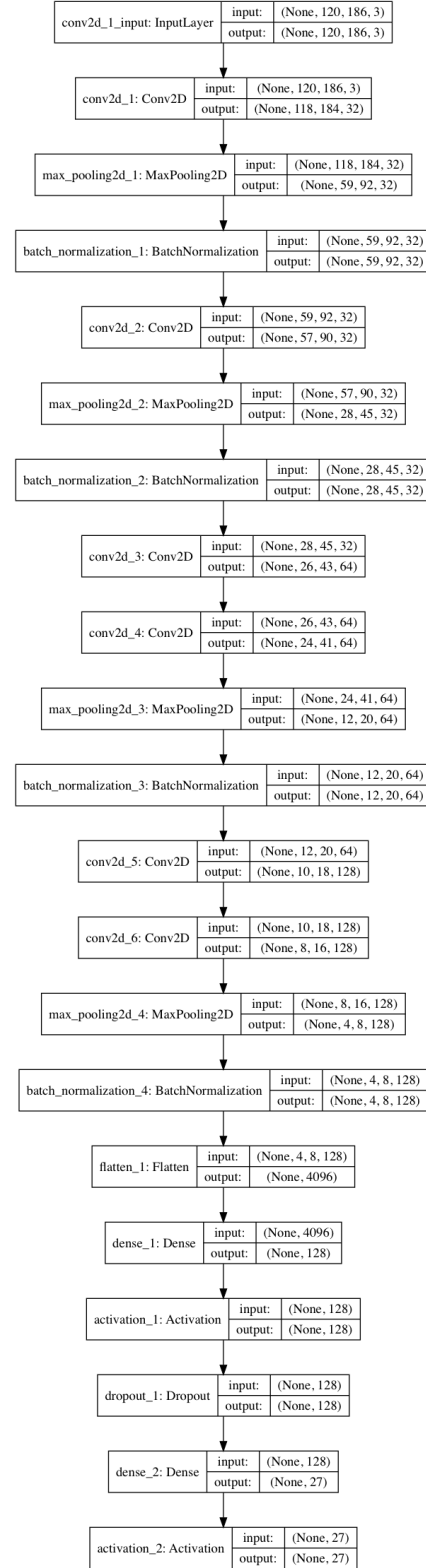 conv2d_1_input: InputLayer
input: (None, 120, 186, 3)
output: (None, 120, 186, 3)
conv2d_1: Conv2D
input: (None, 120, 186, 3)
output: (None, 118, 184, 32)
max_pooling2d_1: MaxPooling2D
input: (None, 118, 184, 32)
output: (None, 59, 92, 32)
batch_normalization_1: BatchNormalization
input: (None, 59, 92, 32)
output: (None, 59, 92, 32)
conv2d_2: Conv2D
input: (None, 59, 92, 32)
output: (None, 57, 90, 32)
max_pooling2d_2: MaxPooling2D
input: (None, 57, 90, 32)
output: (None, 28, 45, 32)
batch_normalization_2: BatchNormalization
input: (None, 28, 45, 32)
output: (None, 28, 45, 32)
conv2d_3: Conv2D
input: (None, 28, 45, 32)
output: (None, 26, 43, 64)
conv2d_4: Conv2D
input: (None, 26, 43, 64)
output: (None, 24, 41, 64)
max_pooling2d_3: MaxPooling2D
input: (None, 24, 41, 64)
output: (None, 12, 20, 64)
batch_normalization_3: BatchNormalization
input: (None, 12, 20, 64)
output: (None, 12, 20, 64)
conv2d_5: Conv2D
input: (None, 12, 20, 64)
output: (None, 10, 18, 128)
conv2d_6: Conv2D
input: (None, 10, 18, 128)
output: (None, 8, 16, 128)
max_pooling2d_4: MaxPooling2D
input: (None, 8, 16, 128)
output: (None, 4, 8, 128)
batch_normalization_4: BatchNormalization
input: (None, 4, 8, 128)
output: (None, 4, 8, 128)
flatten_1: Flatten
input: (None, 4, 8, 128)
output: (None, 4096)
dense_1: Dense
input: (None, 4096)
output: (None, 128)
activation_1: Activation
input: (None, 128)
output: (None, 128)
dropout_1: Dropout
input: (None, 128)
output: (None, 128)
dense_2: Dense
input: (None, 128)
output: (None, 27)
activation_2: Activation
input: (None, 27)
output: (None, 27)